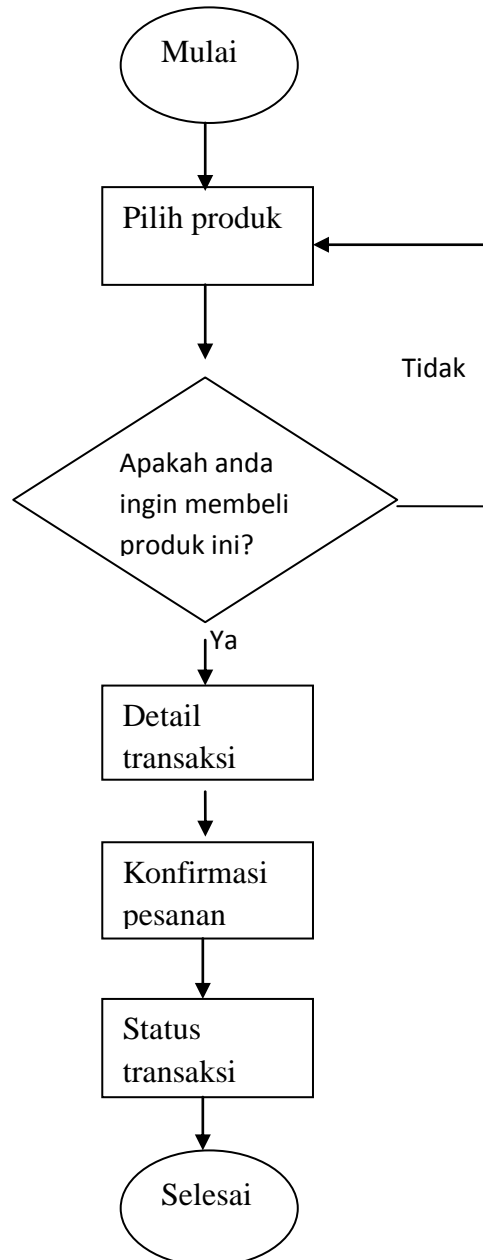 Mulai
Pilih produk
Tidak
Apakah anda
ingin membeli
produk ini?
Ya
Detail
transaksi
Konfirmasi
pesanan
Status
transaksi
Selesai